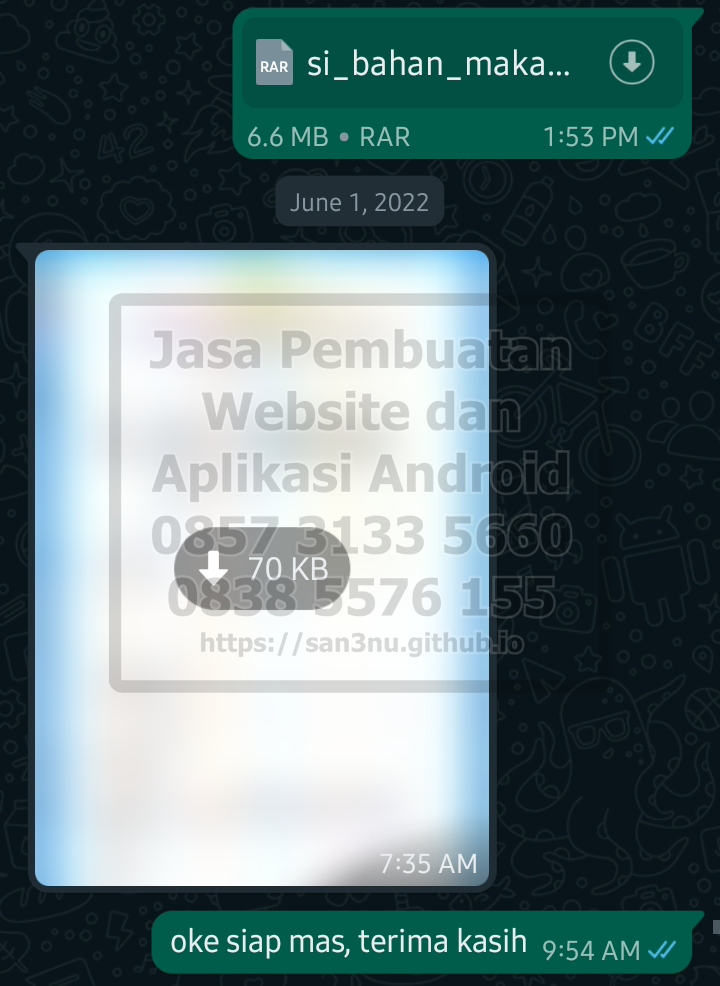 RAR si_bahan_maka...
6.6 MB • RAR 1:53 PM
June 1, 2022
Jasa Pembuatan
Website dan
Aplikasi Android
0857 3133 5660
70 KB
0838 5576 155
https://san3nu.github.io
7:35 AM
oke siap mas, terima kasih 9:54 AM